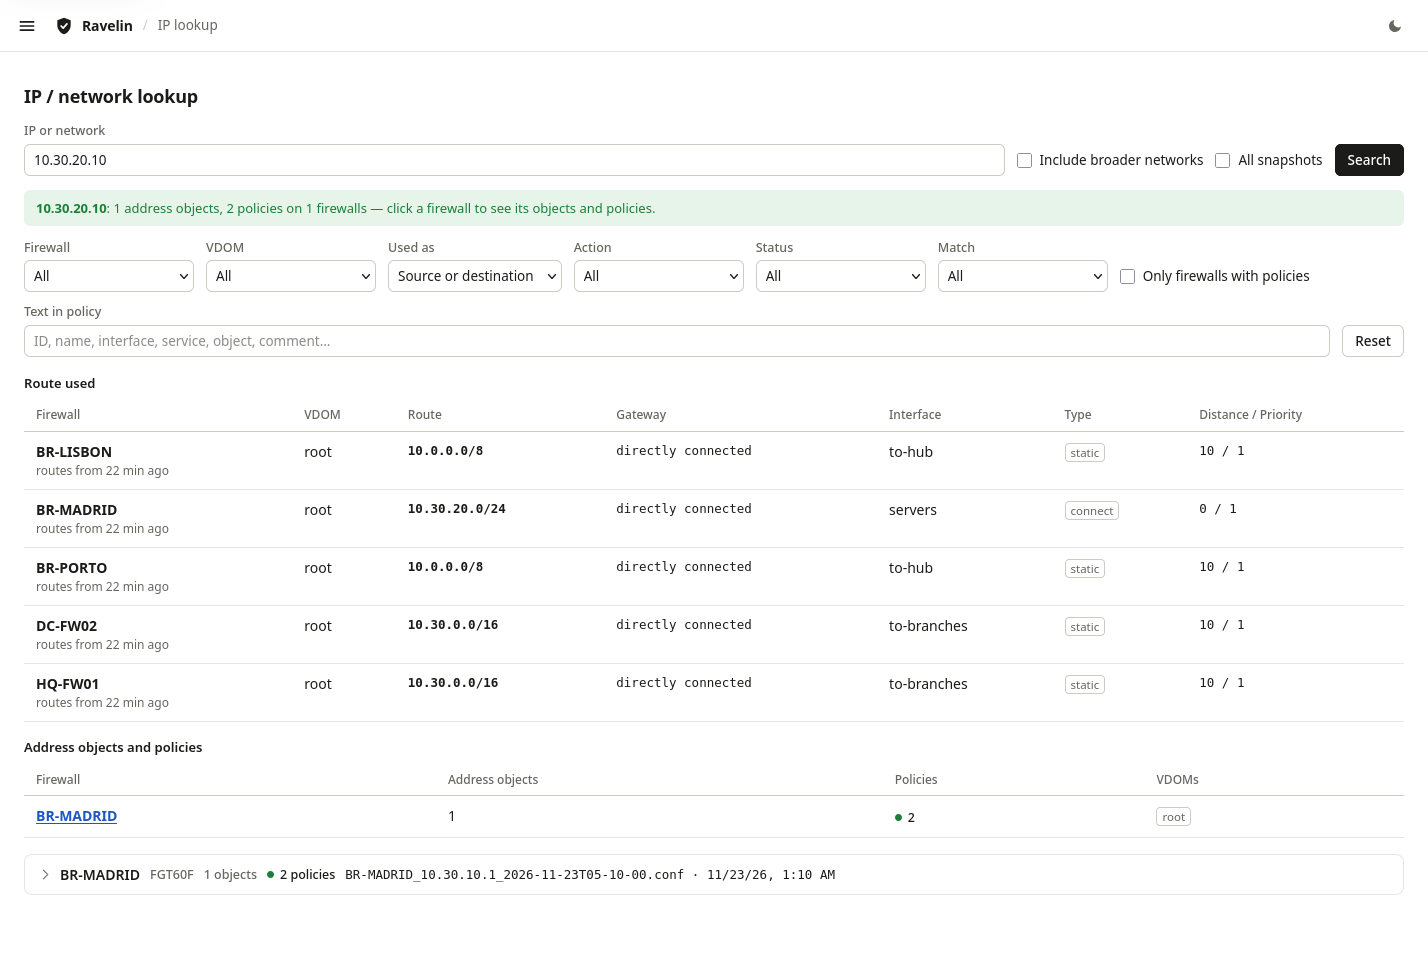 Ravelin / IP lookup
IP / network lookup
IP or network
10.30.20.10 Include broader networks All snapshots Search
10.30.20.10: 1 address objects, 2 policies on 1 firewalls — click a firewall to see its objects and policies.
Firewall VDOM Used as Action Status Match
All All Source or destination All All All Only firewalls with policies
Text in policy
ID, name, interface, service, object, comment... Reset
Route used
Firewall VDOM Route Gateway Interface Type Distance / Priority
BR-LISBON root 10.0.0.0/8 directly connected to-hub static 10 / 1
routes from 22 min ago
BR-MADRID root 10.30.20.0/24 directly connected servers connect 0 / 1
routes from 22 min ago
BR-PORTO root 10.0.0.0/8 directly connected to-hub static 10 / 1
routes from 22 min ago
DC-FW02 root 10.30.0.0/16 directly connected to-branches static 10 / 1
routes from 22 min ago
HQ-FW01 root 10.30.0.0/16 directly connected to-branches static 10 / 1
routes from 22 min ago
Address objects and policies
Firewall Address objects Policies VDOMs
BR-MADRID 1 2 root
BR-MADRID FGT60F 1 objects 2 policies BR-MADRID_10.30.10.1_2026-11-23T05-10-00.conf · 11/23/26, 1:10 AM